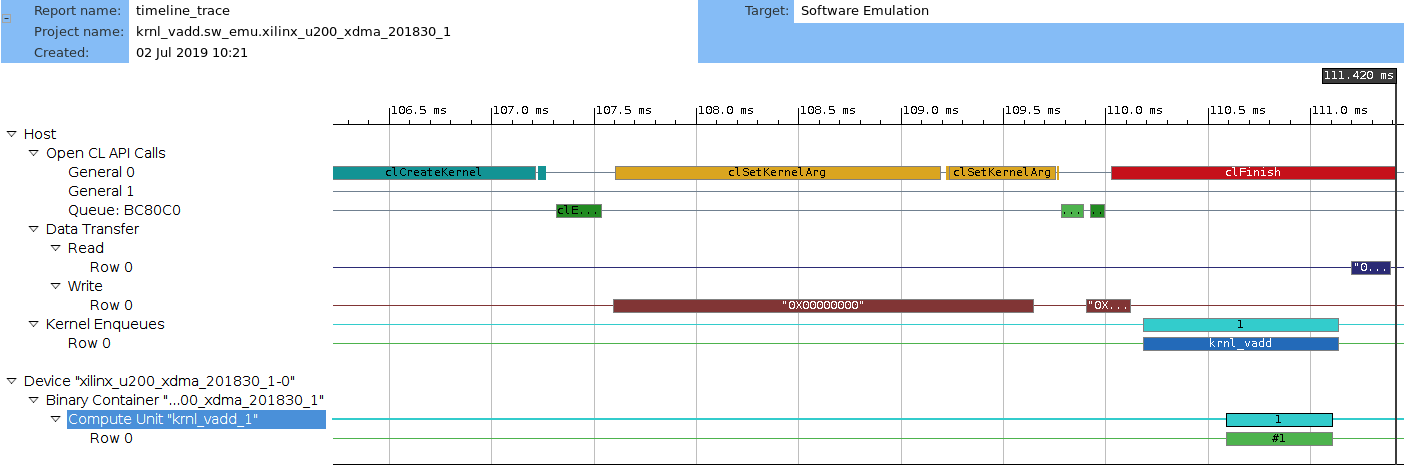 Report name: timeline_trace
Target: Software Emulation
Project name: krnl_vadd.sw_emu.xilinx_u200_xdma_201830_1
Created: 02 Jul 2019 10:21
111.420 ms
106.5 ms 107.0 ms 107.5 ms 108.0 ms 108.5 ms 109.0 ms 109.5 ms 110.0 ms 110.5 ms 111.0 ms
Host
Open CL API Calls
General 0 clCreateKernel clSetKernelArg clSetKernelArg clFinish
General 1
Queue: BC80C0 clE... ... ..
Data Transfer
Read
Row 0 "0...
Write
Row 0 "0X00000000" "0X...
Kernel Enqueues 1
Row 0 krnl_vadd
Device "xilinx_u200_xdma_201830_1-0"
Binary Container "...00_xdma_201830_1"
Compute Unit "krnl_vadd_1" 1
Row 0 #1